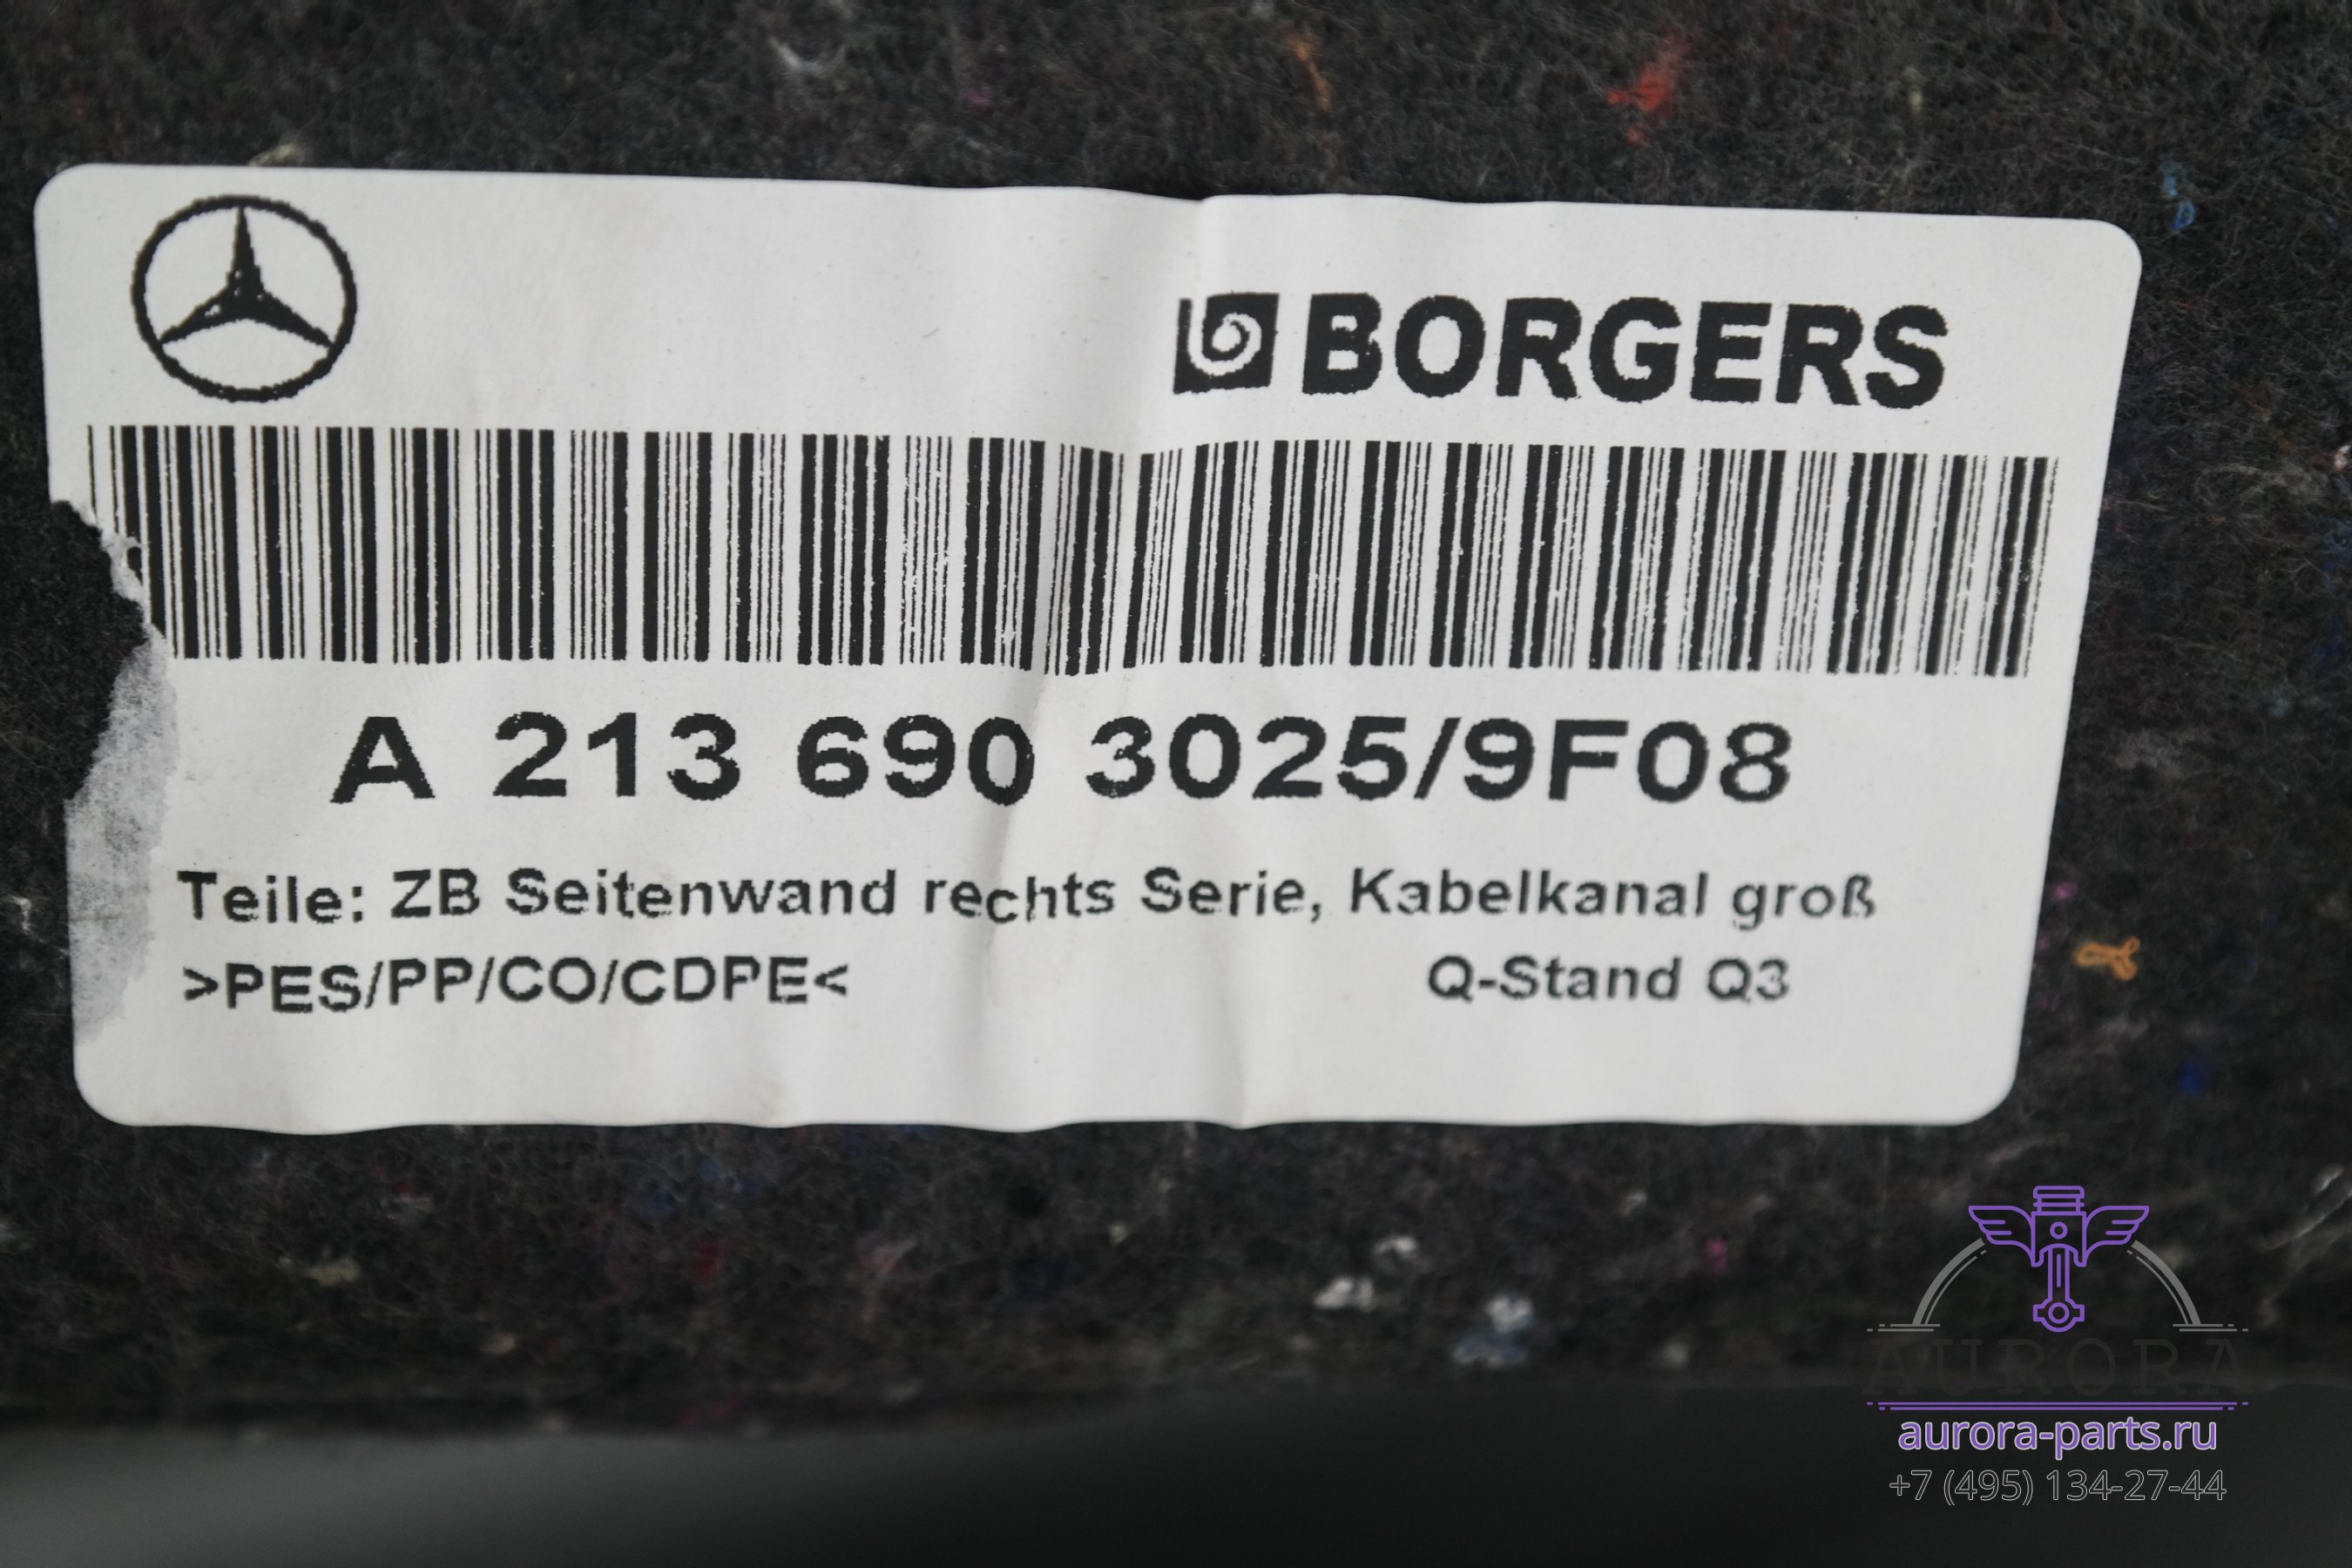 BORGERS
A 213 690 3025/9F08
Teile: ZB Seitenwand rechts Serie, Kabelkanal groß
>PES/PP/CO/CDPE<
Q-Stand Q3
AURORA
aurora-parts.ru
+7 (495) 134-27-44